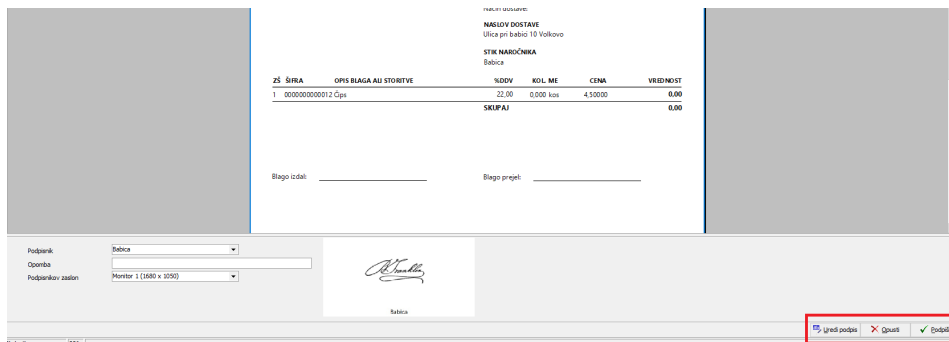 Način dostave:
NASLOV DOSTAVE
Ulica pri babici 10 Volkovo
STIK NAROČNIKA
Babica
ZŠ ŠIFRA OPIS BLAGA ALI STORITVE %DDV KOL. ME CENA VREDNOST
1 0000000000012 Čips 22,00 0,000 kos 4,50000 0,00
SKUPAJ 0,00
Blago izdal: Blago prejel:
Podpisnik Babica
Opomba
Podpisnikov zaslon Monitor 1 (1680 x 1050)
Babica
Uredi podpis Opusti Podpiši